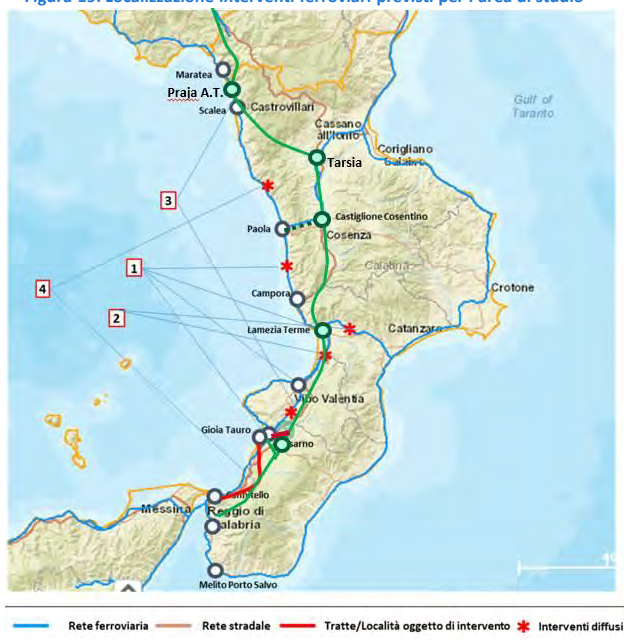 Figura 15. Localizzazione interventi ferroviari previsti per l'area di studio
Maratea
Praja A.T.
Scalea
Castrovillari
Gulf of
Taranto
Cassano
all'Ionio
Corigliano
Calabro
Tarsia
3
Castiglione Cosentino
Paola
Cosenza
1
Calabria
4
Campora
Crotone
2
Lamezia Terme
Catanzaro
Vibo Valentia
Gioia Tauro
sarno
Cannitello
Messina
Reggio di
Calabria
Melito Porto Salvo
Rete ferroviaria
Rete stradale
Tratte/Località oggetto di intervento
Interventi diffusi